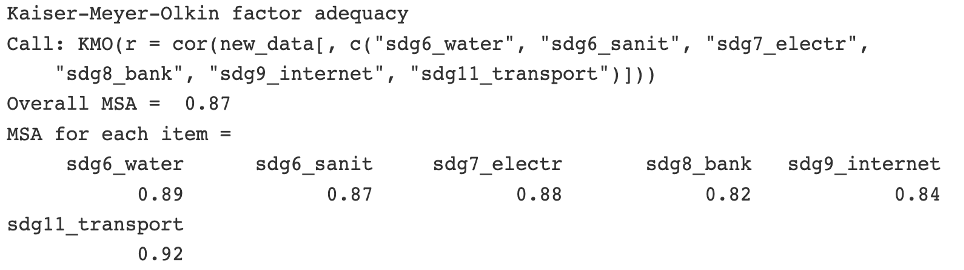 Kaiser-Meyer-Olkin factor adequacy
Call: KMO(r = cor(new_data[, c("sdg6_water", "sdg6_sanit", "sdg7_electr",
    "sdg8_bank", "sdg9_internet", "sdg11_transport")]))
Overall MSA =  0.87
MSA for each item =
     sdg6_water      sdg6_sanit     sdg7_electr       sdg8_bank   sdg9_internet
           0.89            0.87            0.88            0.82            0.84
sdg11_transport
           0.92